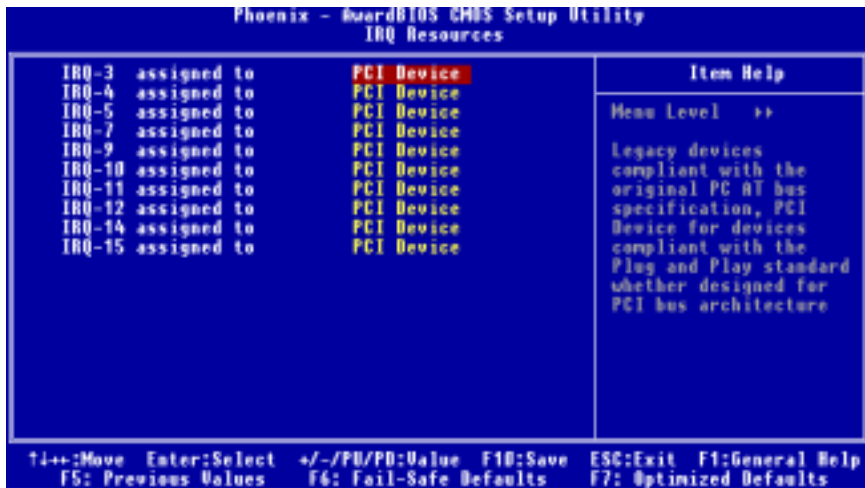 Phoenix - AwardBIOS CMOS Setup Utility
IRQ Resources
IRQ-3 assigned to PCI Device
IRQ-4 assigned to PCI Device
IRQ-5 assigned to PCI Device
IRQ-7 assigned to PCI Device
IRQ-9 assigned to PCI Device
IRQ-10 assigned to PCI Device
IRQ-11 assigned to PCI Device
IRQ-12 assigned to PCI Device
IRQ-14 assigned to PCI Device
IRQ-15 assigned to PCI Device
Item Help
Menu Level ►►
Legacy devices
compliant with the
original PC AT bus
specification, PCI
Device for devices
compliant with the
Plug and Play standard
whether designed for
PCI bus architecture
↑↓→←:Move Enter:Select +/-/PU/PD:Value F10:Save ESC:Exit F1:General Help
F5: Previous Values F6: Fail-Safe Defaults F7: Optimized Defaults